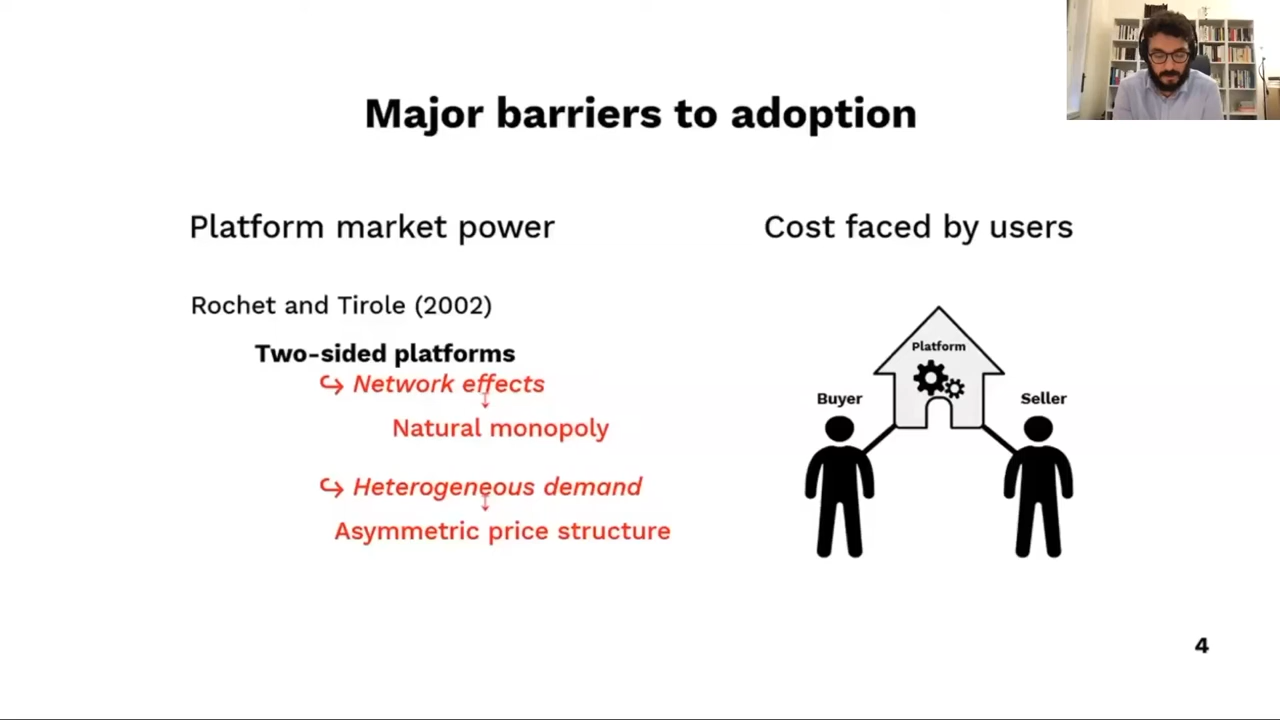 Major barriers to adoption
Platform market power
Rochet and Tirole (2002)
Two-sided platforms
↪ Network effects
↓
Natural monopoly
↪ Heterogeneous demand
↓
Asymmetric price structure
Cost faced by users
Platform
Buyer
Seller
4